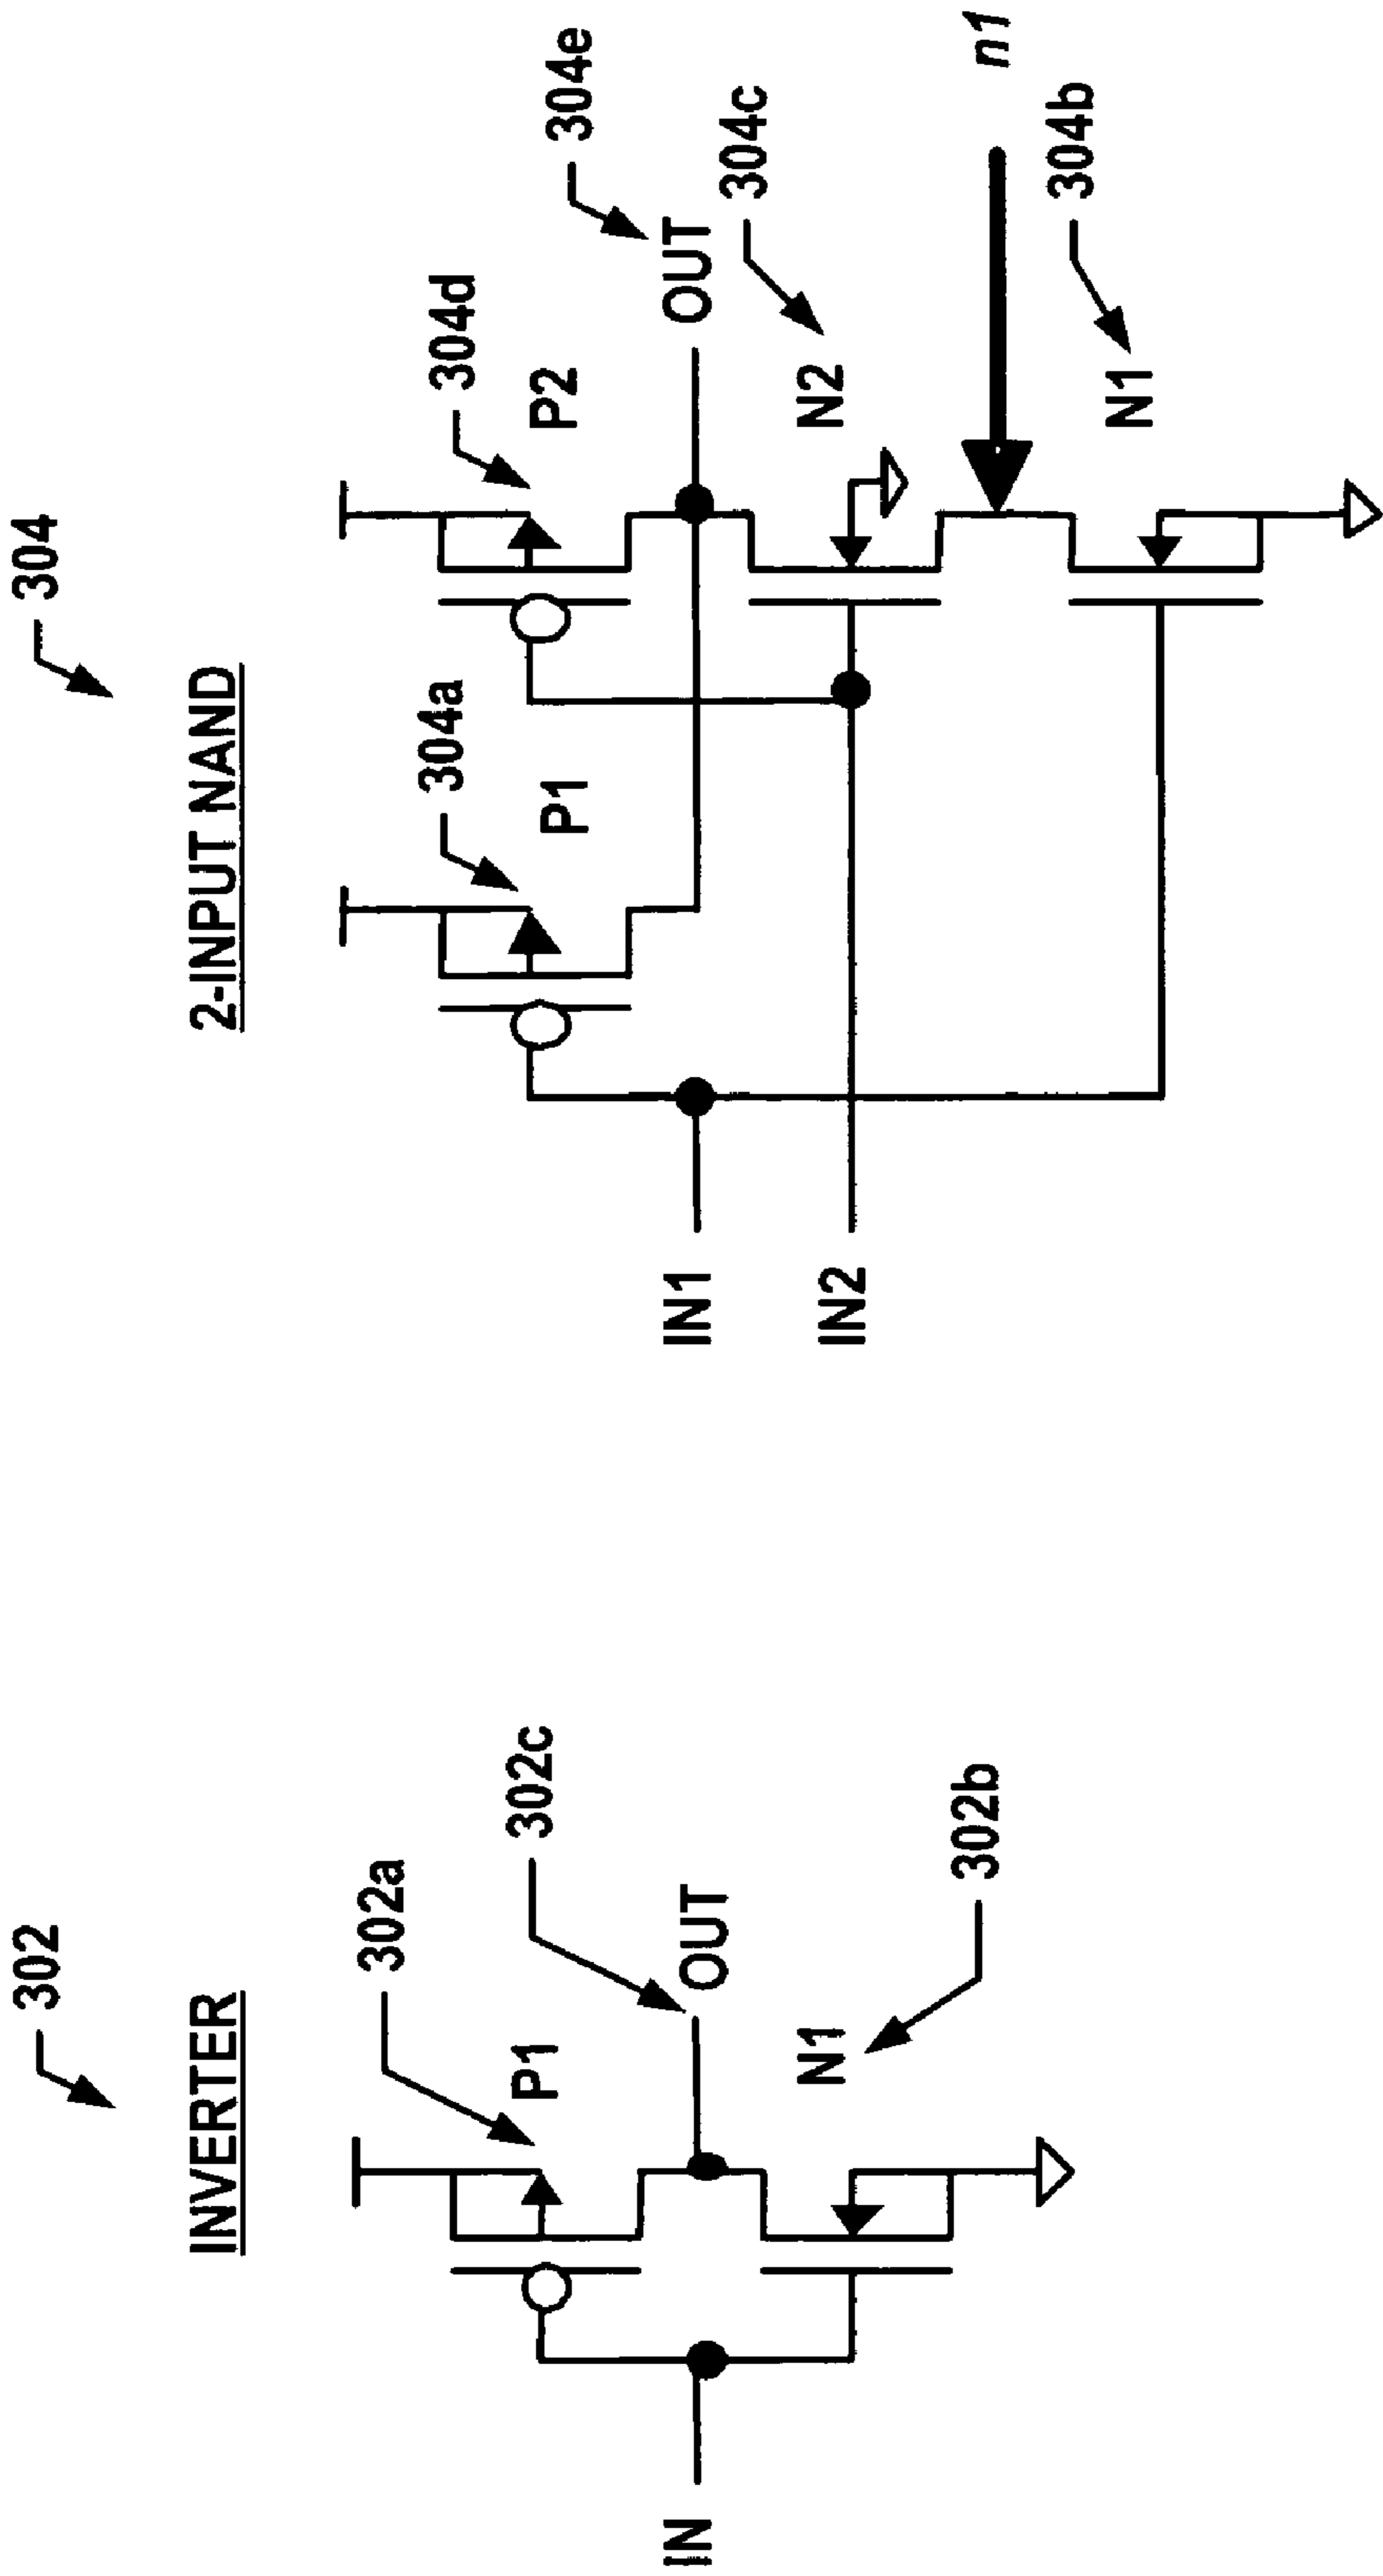 302
INVERTER
302a
P1
302c
OUT
IN
N1
302b
304
2-INPUT NAND
304a
P1
304d
P2
304e
OUT
IN1
IN2
N2
304c
n1
N1
304b